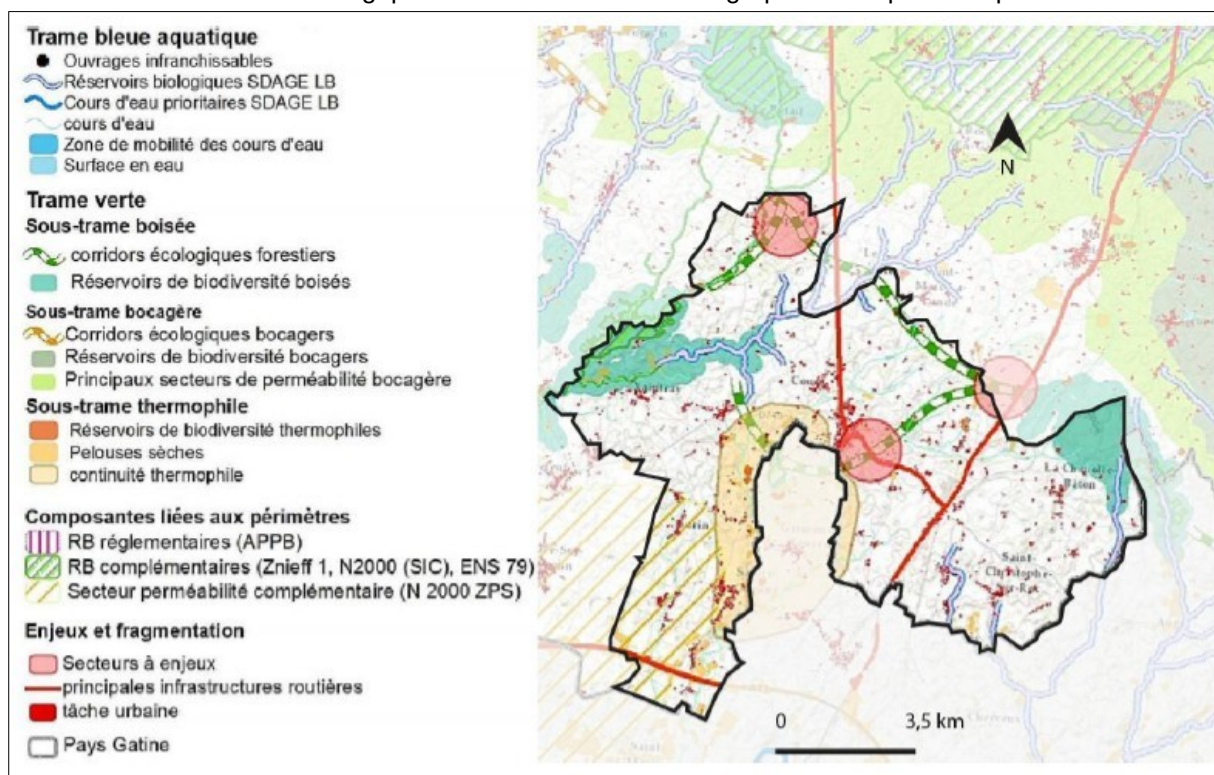 Trame bleue aquatique
Ouvrages infranchissables
Réservoirs biologiques SDAGE LB
Cours d'eau prioritaires SDAGE LB
cours d'eau
Zone de mobilité des cours d'eau
Surface en eau
Trame verte
Sous-trame boisée
corridors écologiques forestiers
Réservoirs de biodiversité boisés
Sous-trame bocagère
Corridors écologiques bocagers
Réservoirs de biodiversité bocagers
Principaux secteurs de perméabilité bocagère
Sous-trame thermophile
Réservoirs de biodiversité thermophiles
Pelouses sèches
continuité thermophile
Composantes liées aux périmètres
RB réglementaires (APPB)
RB complémentaires (Znieff 1, N2000 (SIC), ENS 79)
Secteur perméabilité complémentaire (N 2000 ZPS)
Enjeux et fragmentation
Secteurs à enjeux
principales infrastructures routières
tâche urbaine
Pays Gatine
N
La Chapelle-
Bâton
Saint-
Christophe-
0 3,5 km